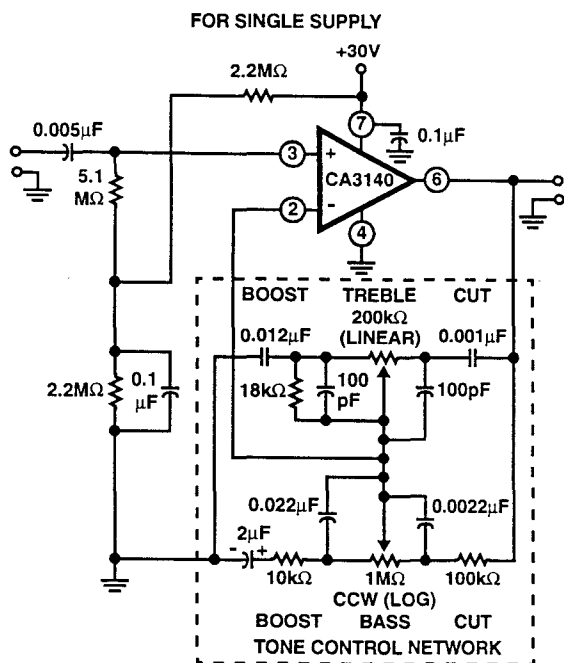 FOR SINGLE SUPPLY
+30V
2.2MΩ
7
0.005μF
0.1μF
3
+
CA3140
6
5.1
MΩ
2
-
4
BOOST TREBLE CUT
200kΩ
(LINEAR)
0.012μF
0.001μF
18kΩ
100
pF
100pF
2.2MΩ
0.1
μF
0.022μF
0.0022μF
2μF
- +
10kΩ
1MΩ
100kΩ
CCW (LOG)
BOOST BASS CUT
TONE CONTROL NETWORK